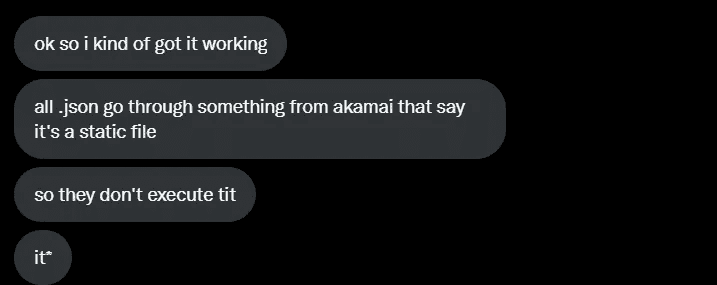 ok so i kind of got it working
all .json go through something from akamai that say
it's a static file
so they don't execute tit
it*